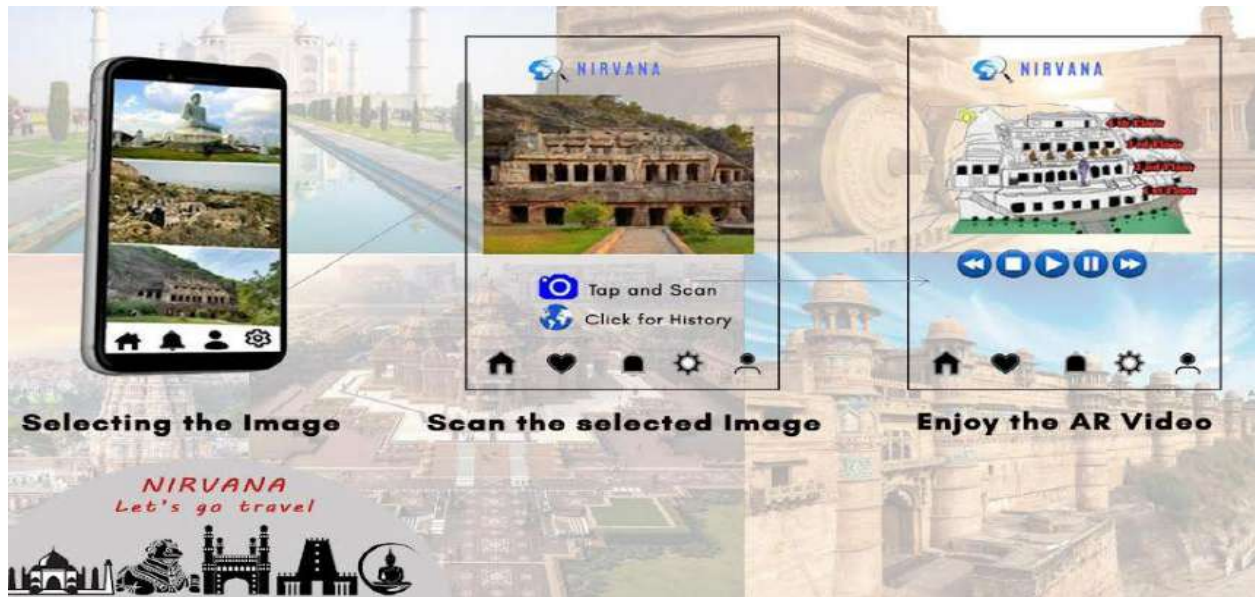 NIRVANA
NIRVANA
Tap and Scan
Click for History
Selecting the Image
Scan the selected Image
Enjoy the AR Video
NIRVANA
Let's go travel